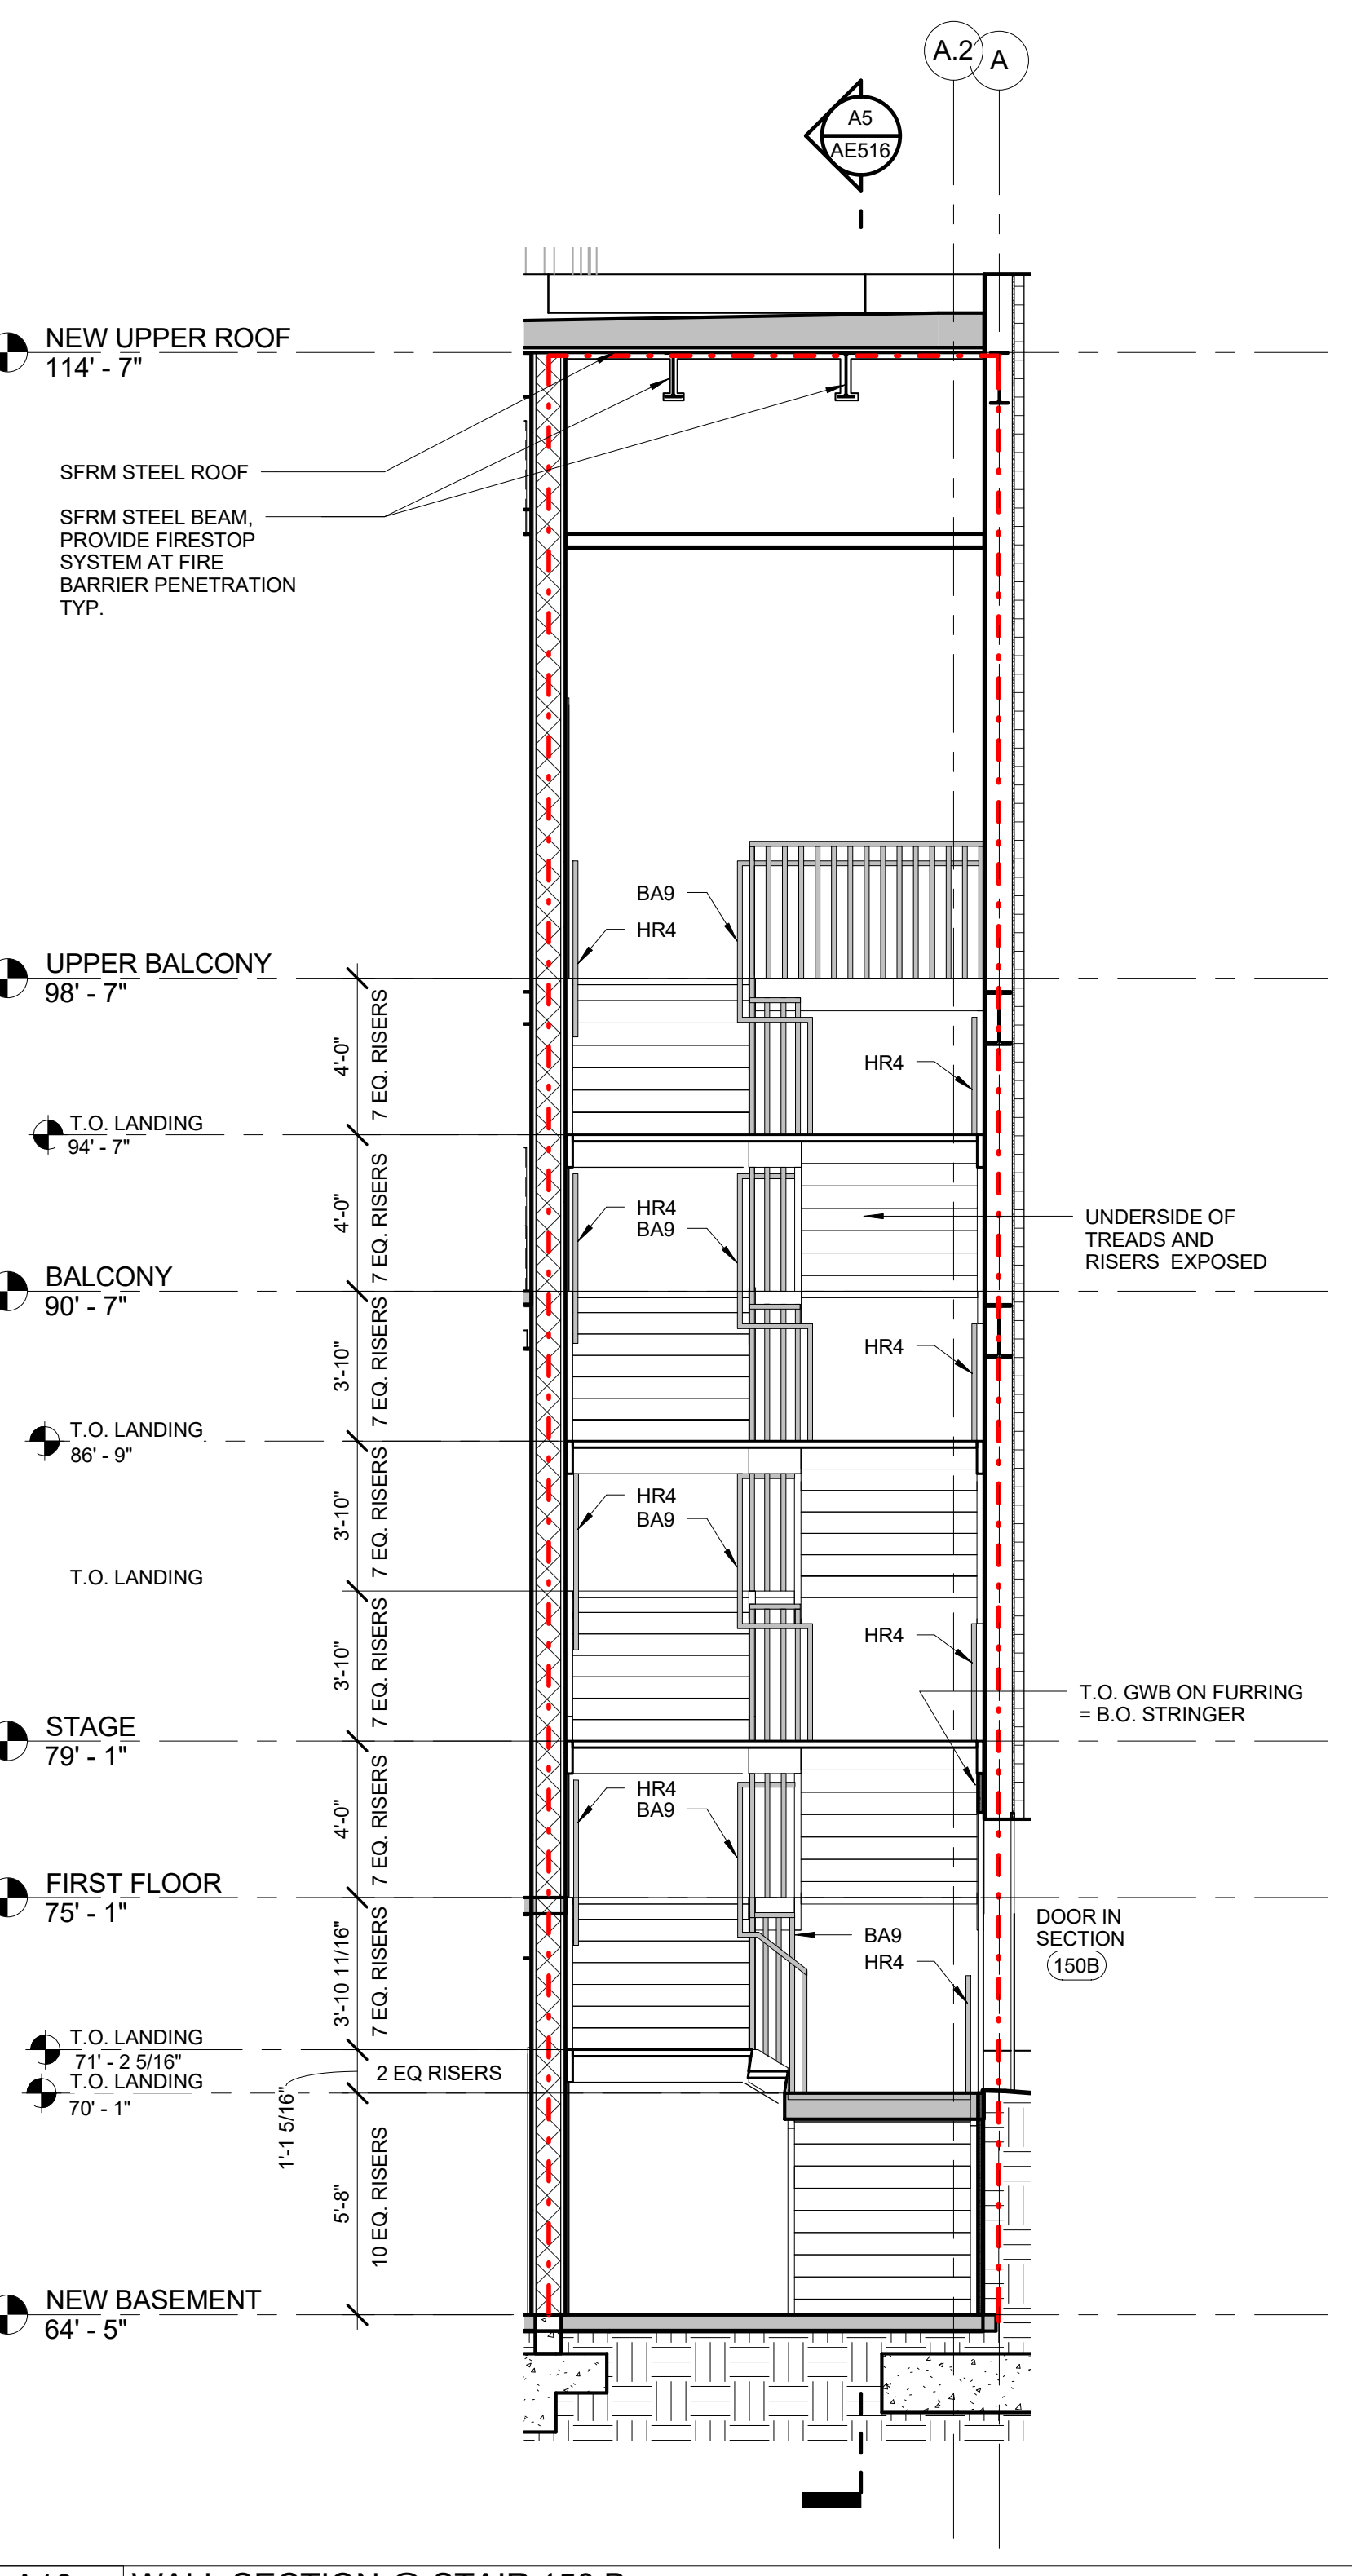 A.2
A
A5
AE516
NEW UPPER ROOF
114' - 7"
SFRM STEEL ROOF
SFRM STEEL BEAM,
PROVIDE FIRESTOP
SYSTEM AT FIRE
BARRIER PENETRATION
TYP.
BA9
HR4
UPPER BALCONY
98' - 7"
4'-0"
7 EQ. RISERS
HR4
T.O. LANDING
94' - 7"
4'-0"
7 EQ. RISERS
HR4
BA9
UNDERSIDE OF
TREADS AND
RISERS EXPOSED
BALCONY
90' - 7"
3'-10"
7 EQ. RISERS
HR4
T.O. LANDING
86' - 9"
3'-10"
7 EQ. RISERS
HR4
BA9
T.O. LANDING
3'-10"
7 EQ. RISERS
HR4
T.O. GWB ON FURRING
= B.O. STRINGER
STAGE
79' - 1"
4'-0"
7 EQ. RISERS
HR4
BA9
FIRST FLOOR
75' - 1"
3'-10 11/16"
7 EQ. RISERS
BA9
HR4
DOOR IN
SECTION
150B
T.O. LANDING
71' - 2 5/16"
2 EQ RISERS
T.O. LANDING
70' - 1"
1'-1 5/16"
5'-8"
10 EQ. RISERS
NEW BASEMENT
64' - 5"
WALL SECTION @ STAIR 150 B